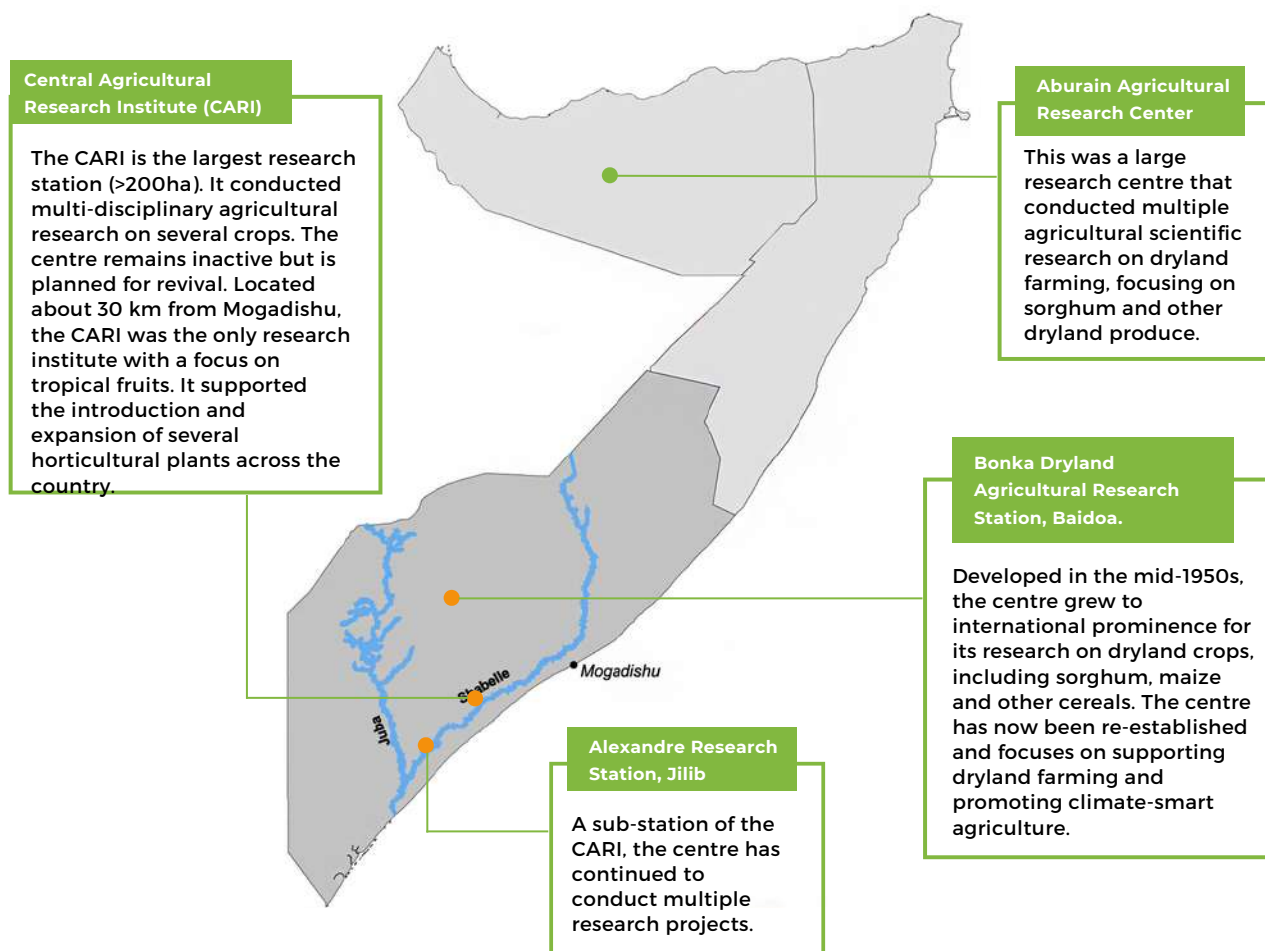 Central Agricultural
Research Institute (CARI)
The CARI is the largest research
station (>200ha). It conducted
multi-disciplinary agricultural
research on several crops. The
centre remains inactive but is
planned for revival. Located
about 30 km from Mogadishu,
the CARI was the only research
institute with a focus on
tropical fruits. It supported
the introduction and
expansion of several
horticultural plants across the
country.
Aburain Agricultural
Research Center
This was a large
research centre that
conducted multiple
agricultural scientific
research on dryland
farming, focusing on
sorghum and other
dryland produce.
Bonka Dryland
Agricultural Research
Station, Baidoa.
Developed in the mid-1950s,
the centre grew to
international prominence for
its research on dryland crops,
including sorghum, maize
and other cereals. The centre
has now been re-established
and focuses on supporting
dryland farming and
promoting climate-smart
agriculture.
Mogadishu
Shabelle
Juba
Alexandre Research
Station, Jilib
A sub-station of the
CARI, the centre has
continued to
conduct multiple
research projects.